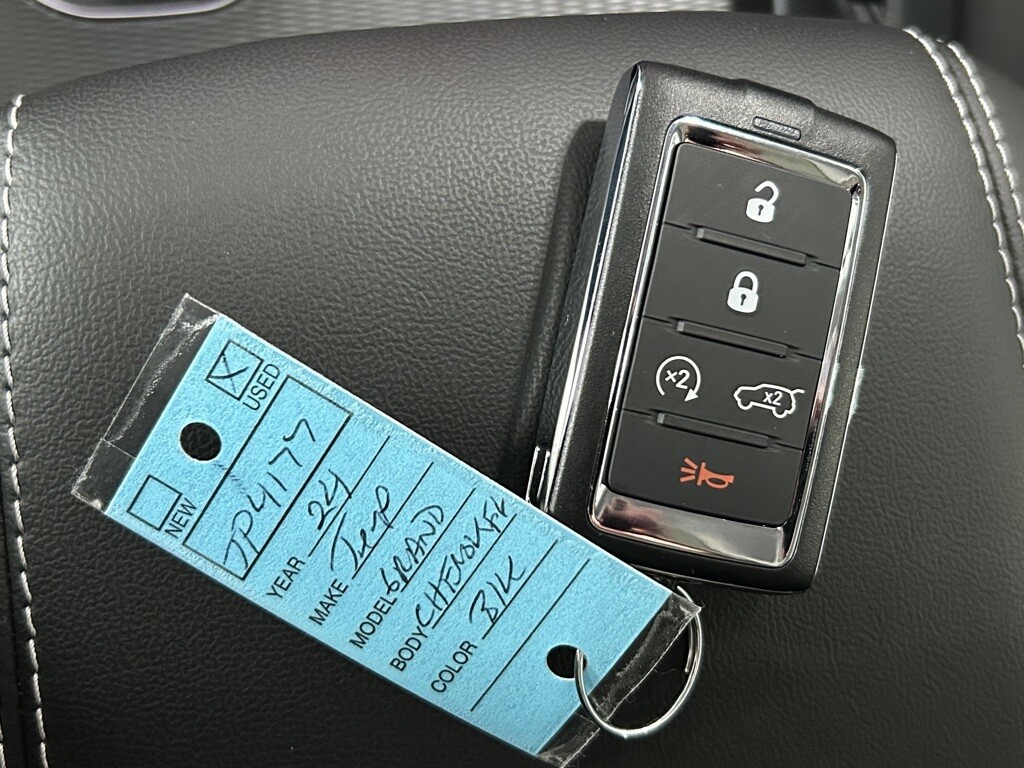 USED
NEW
JP4177
YEAR 24
MAKE Jeep
MODEL GRAND
BODY CHEROKEE
COLOR BLK
x2
x2